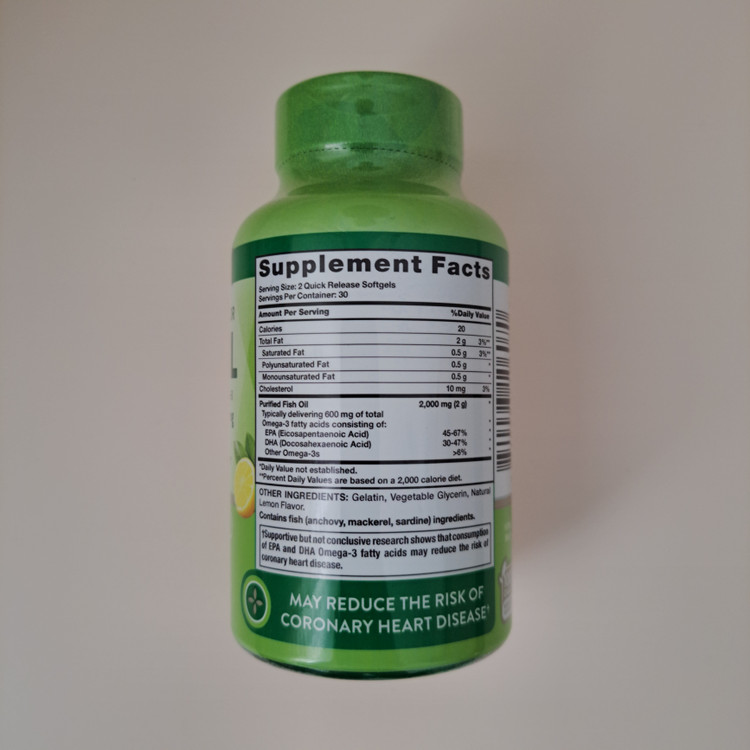 Supplement Facts
Serving Size: 2 Quick Release Softgels
Servings Per Container: 30
Amount Per Serving %Daily Value
Calories 20
Total Fat 2 g 3%**
Saturated Fat 0.5 g 3%**
Polyunsaturated Fat 0.5 g *
Monounsaturated Fat 0.5 g *
Cholesterol 10 mg 3%
Purified Fish Oil 2,000 mg (2 g) *
Typically delivering 600 mg of total
Omega-3 fatty acids consisting of: *
EPA (Eicosapentaenoic Acid) 45-67% *
DHA (Docosahexaenoic Acid) 30-47% *
Other Omega-3s >6% *
*Daily Value not established.
**Percent Daily Values are based on a 2,000 calorie diet.
OTHER INGREDIENTS: Gelatin, Vegetable Glycerin, Natural
Lemon Flavor.
Contains fish (anchovy, mackerel, sardine) ingredients.
†Supportive but not conclusive research shows that consumption
of EPA and DHA Omega-3 fatty acids may reduce the risk of
coronary heart disease.
MAY REDUCE THE RISK OF
CORONARY HEART DISEASE†